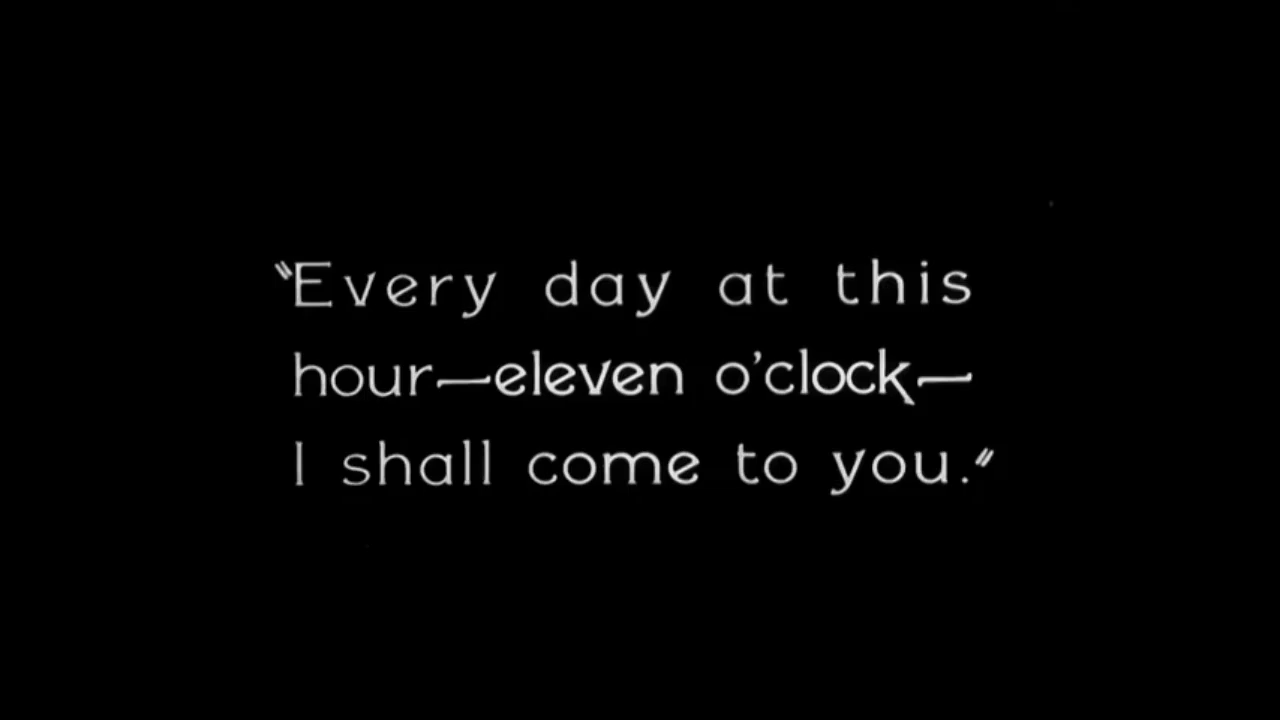 "Every day at this
hour—eleven o'clock—
I shall come to you."